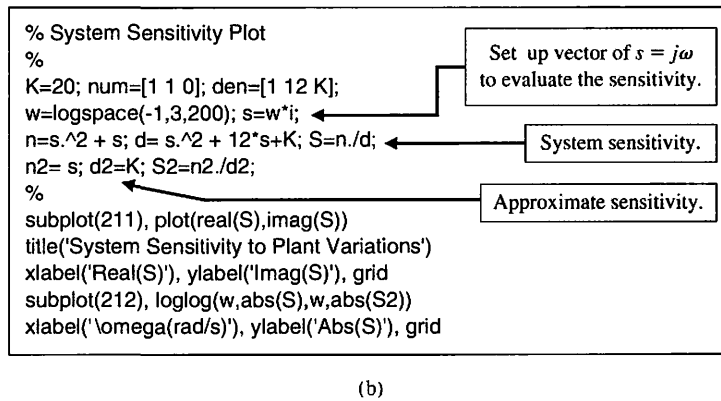 % System Sensitivity Plot
%
K=20; num=[1 1 0]; den=[1 12 K];
w=logspace(-1,3,200); s=w*i;
n=s.^2 + s; d= s.^2 + 12*s+K; S=n./d;
n2= s; d2=K; S2=n2./d2;
%
subplot(211), plot(real(S),imag(S))
title('System Sensitivity to Plant Variations')
xlabel('Real(S)'), ylabel('Imag(S)'), grid
subplot(212), loglog(w,abs(S),w,abs(S2))
xlabel('\omega(rad/s)'), ylabel('Abs(S)'), grid
Set up vector of s = jω
to evaluate the sensitivity.
System sensitivity.
Approximate sensitivity.
(b)